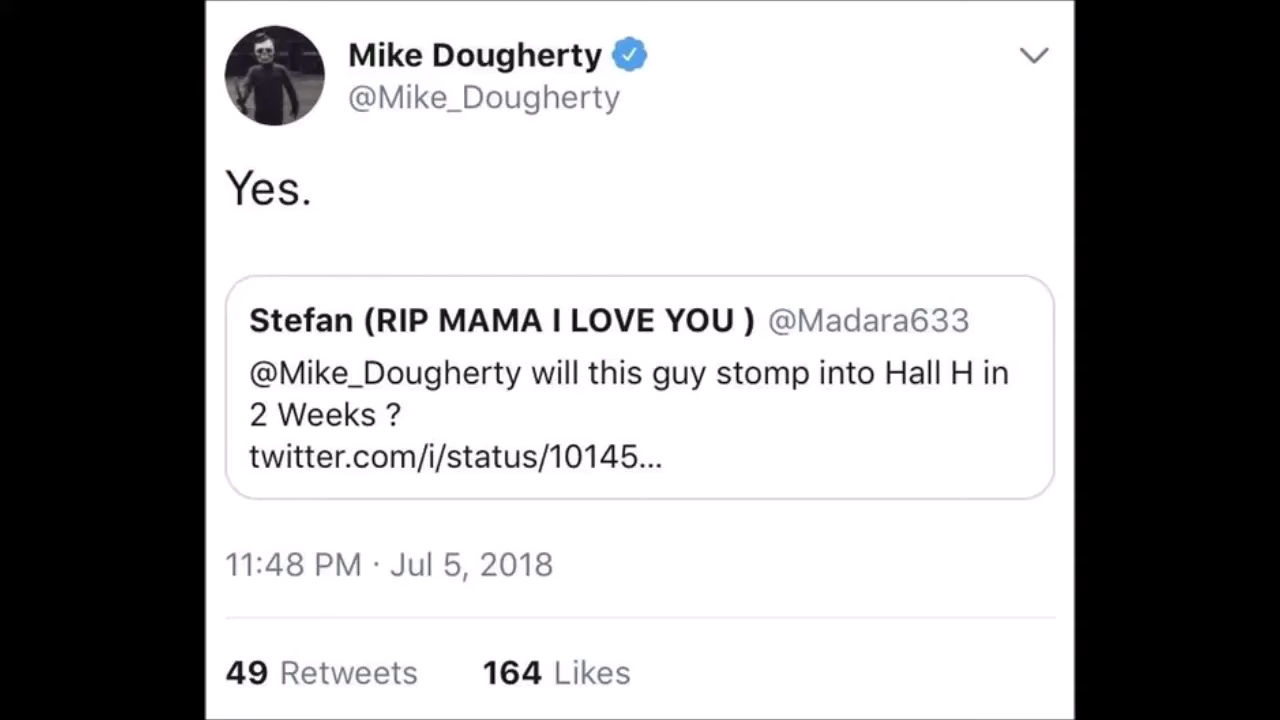 Mike Dougherty
@Mike_Dougherty
Yes.
Stefan (RIP MAMA I LOVE YOU ) @Madara633
@Mike_Dougherty will this guy stomp into Hall H in
2 Weeks ?
twitter.com/i/status/10145...
11:48 PM · Jul 5, 2018
49 Retweets 164 Likes